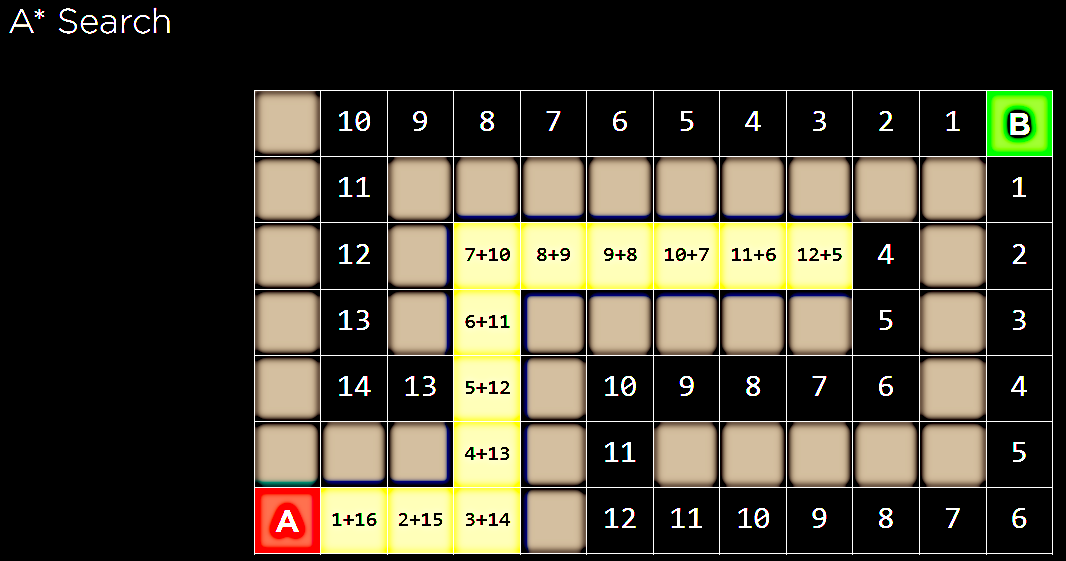 A* Search
10 9 8 7 6 5 4 3 2 1 B
11 1
12 7+10 8+9 9+8 10+7 11+6 12+5 4 2
13 6+11 5 3
14 13 5+12 10 9 8 7 6 4
4+13 11 5
A 1+16 2+15 3+14 12 11 10 9 8 7 6